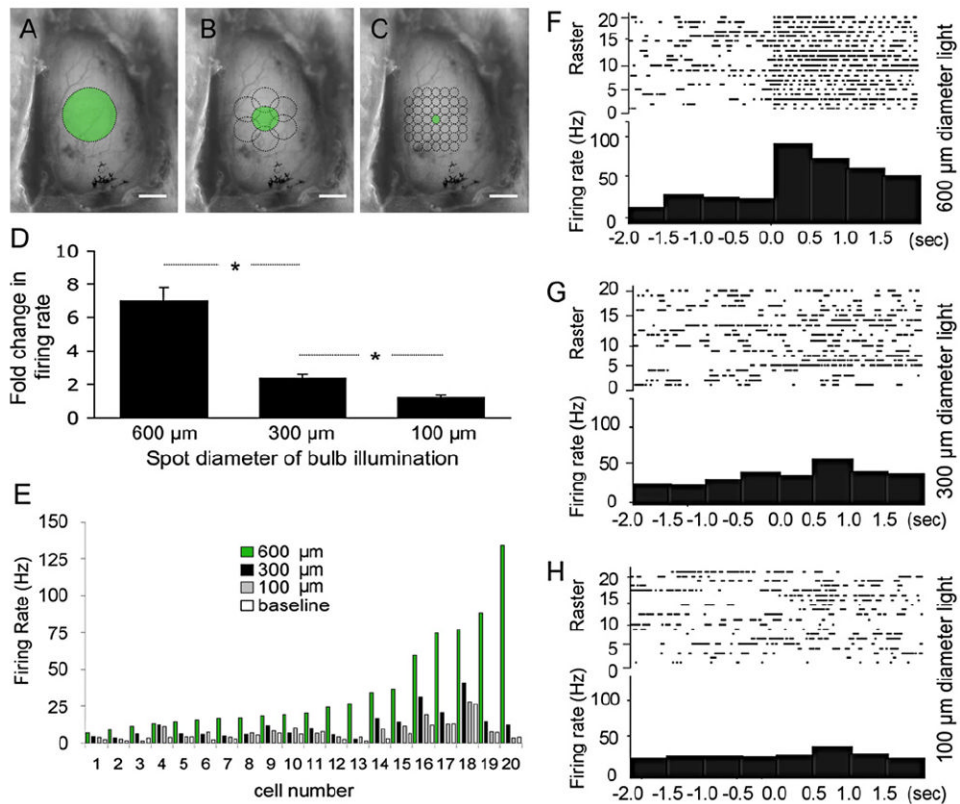 A
B
C
D
Fold change in
firing rate
10
8
6
4
2
0
*
*
600 µm
300 µm
100 µm
Spot diameter of bulb illumination
E
Firing Rate (Hz)
150
125
100
75
50
25
0
600 µm
300 µm
100 µm
baseline
1 2 3 4 5 6 7 8 9 10 11 12 13 14 15 16 17 18 19 20
cell number
F
Raster
20
15
10
5
0
Firing rate (Hz)
100
50
0
-2.0 -1.5 -1.0 -0.5 0.0 0.5 1.0 1.5 (sec)
600 µm diameter light
G
Raster
20
15
10
5
0
Firing rate (Hz)
100
50
0
-2.0 -1.5 -1.0 -0.5 0.0 0.5 1.0 1.5 (sec)
300 µm diameter light
H
Raster
20
15
10
5
0
Firing rate (Hz)
100
50
0
-2.0 -1.5 -1.0 -0.5 0.0 0.5 1.0 1.5 (sec)
100 µm diameter light